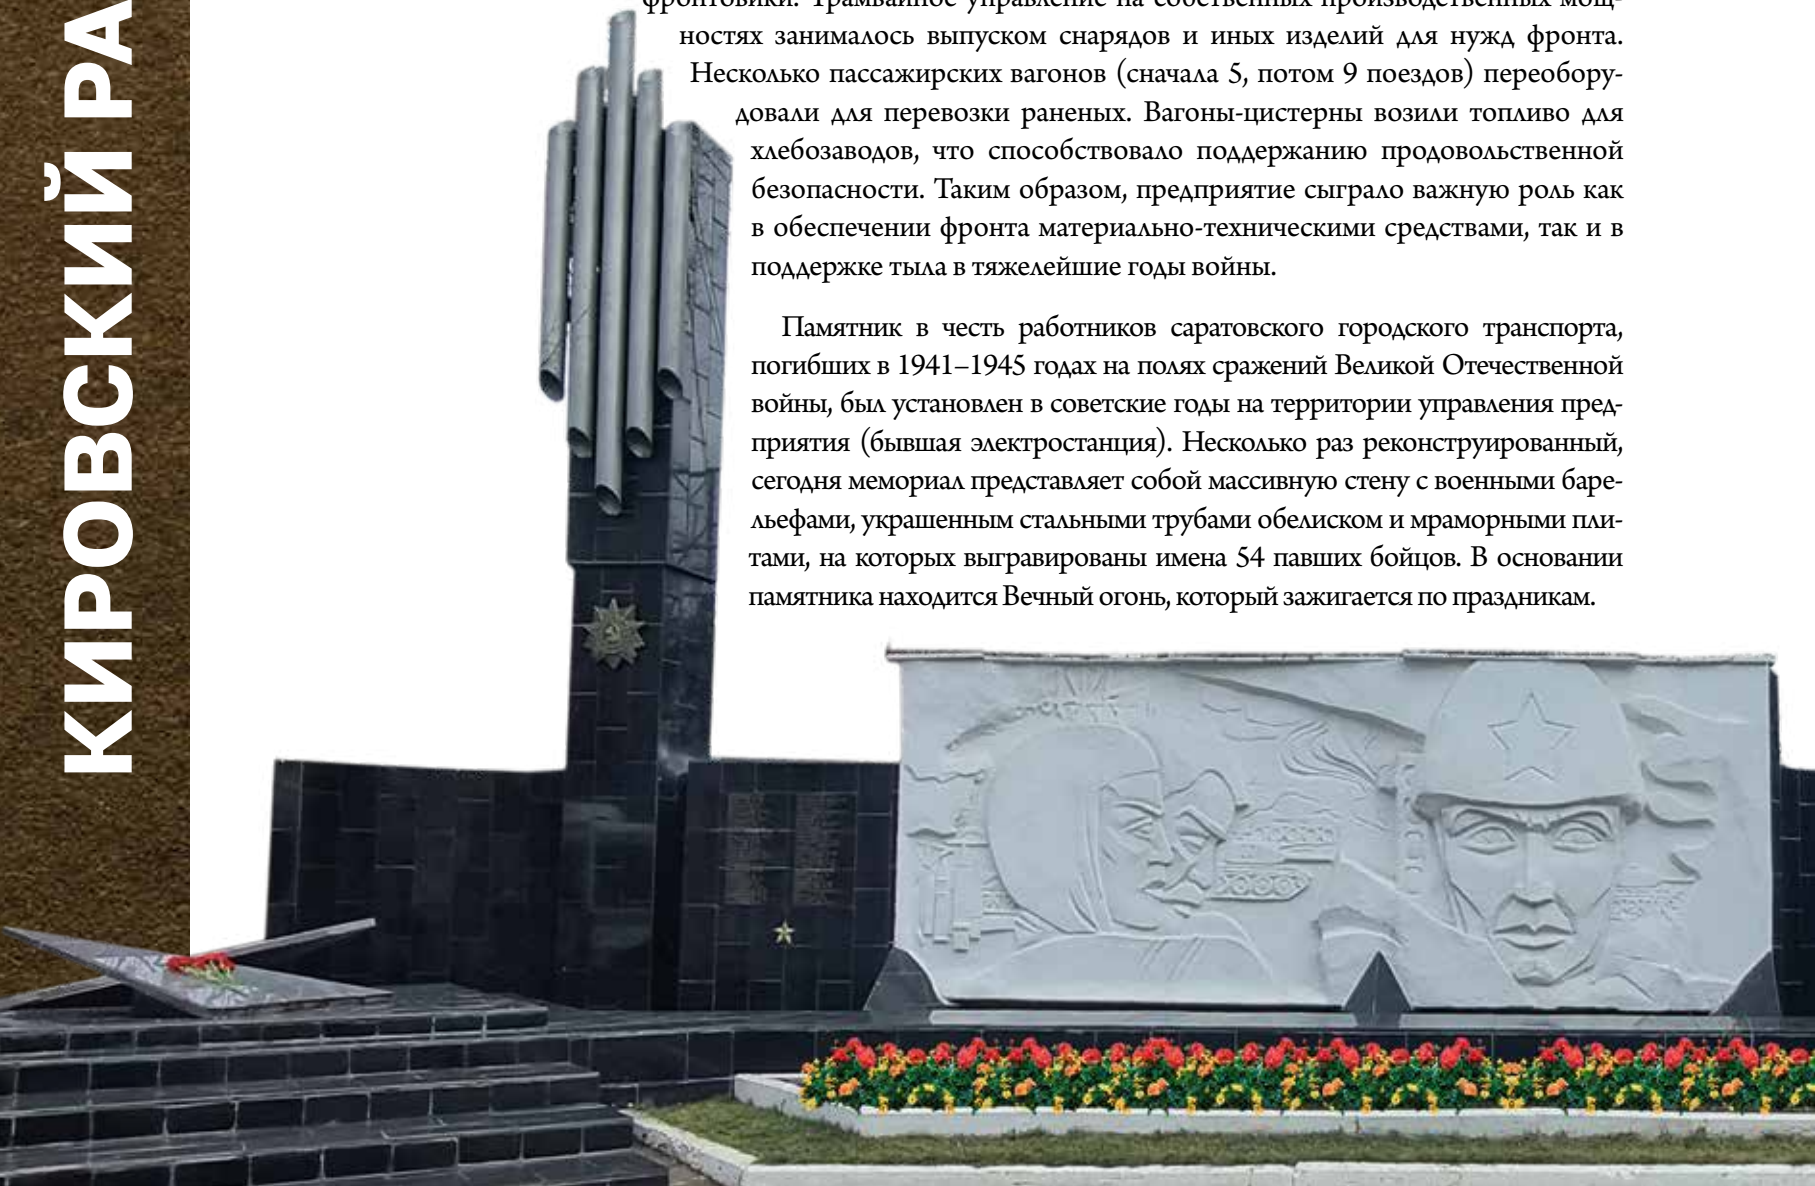 КИРОВСКИЙ РА
фронтовики. Трамвайное управление на собственных производственных мощ-
ностях занималось выпуском снарядов и иных изделий для нужд фронта.
Несколько пассажирских вагонов (сначала 5, потом 9 поездов) переобору-
довали для перевозки раненых. Вагоны-цистерны возили топливо для
хлебозаводов, что способствовало поддержанию продовольственной
безопасности. Таким образом, предприятие сыграло важную роль как
в обеспечении фронта материально-техническими средствами, так и в
поддержке тыла в тяжелейшие годы войны.
Памятник в честь работников саратовского городского транспорта,
погибших в 1941–1945 годах на полях сражений Великой Отечественной
войны, был установлен в советские годы на территории управления пред-
приятия (бывшая электростанция). Несколько раз реконструированный,
сегодня мемориал представляет собой массивную стену с военными баре-
льефами, украшенным стальными трубами обелиском и мраморными пли-
тами, на которых выгравированы имена 54 павших бойцов. В основании
памятника находится Вечный огонь, который зажигается по праздникам.